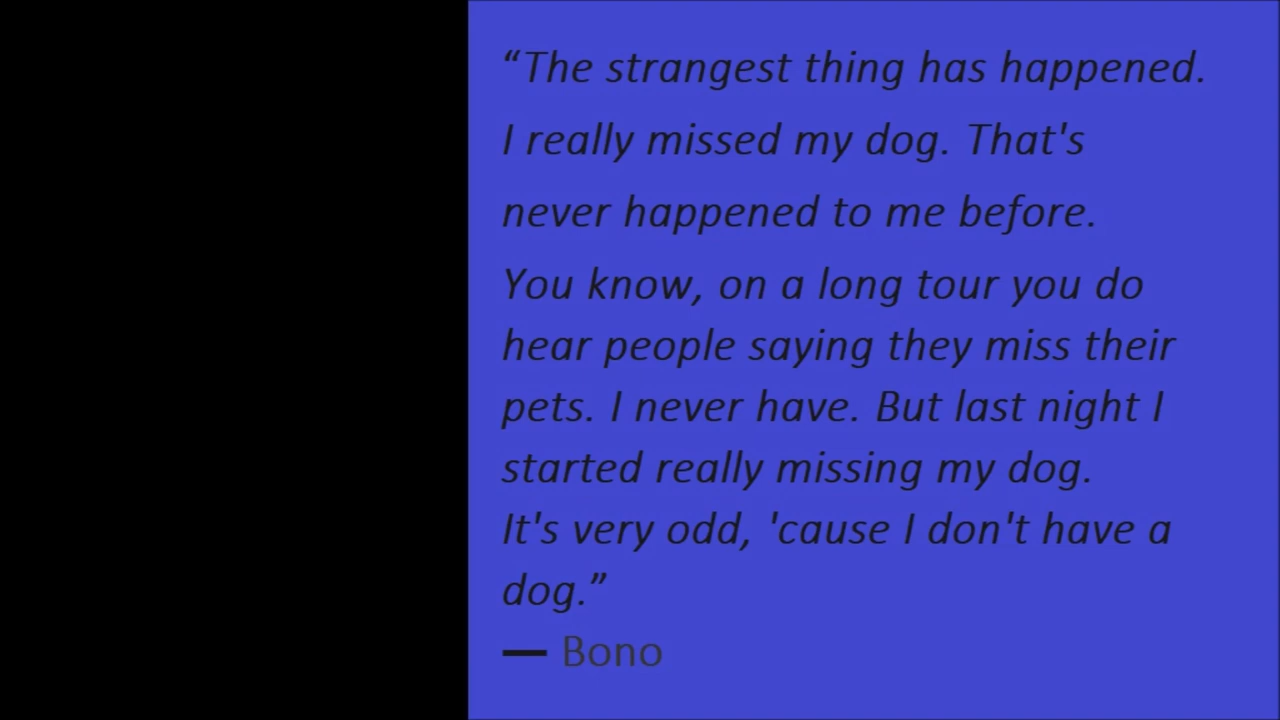 “The strangest thing has happened.
I really missed my dog. That's
never happened to me before.
You know, on a long tour you do
hear people saying they miss their
pets. I never have. But last night I
started really missing my dog.
It's very odd, 'cause I don't have a
dog.”
― Bono